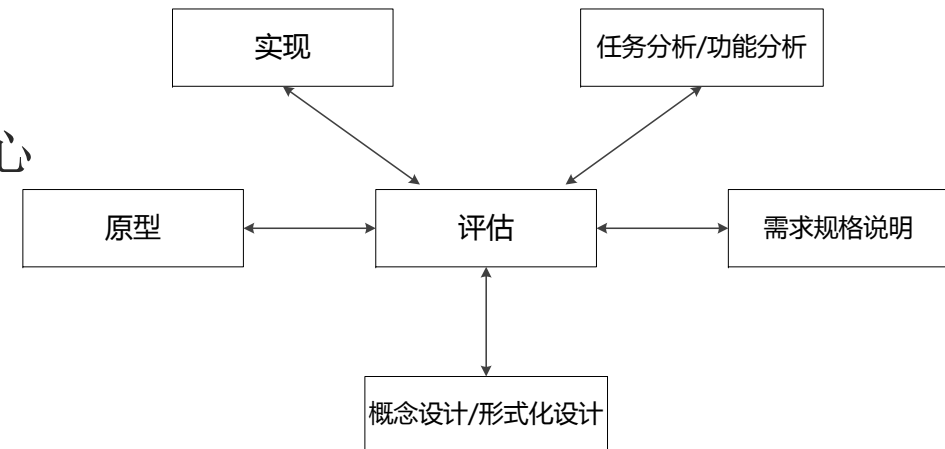 实现
任务分析/功能分析
心
原型
评估
需求规格说明
概念设计/形式化设计